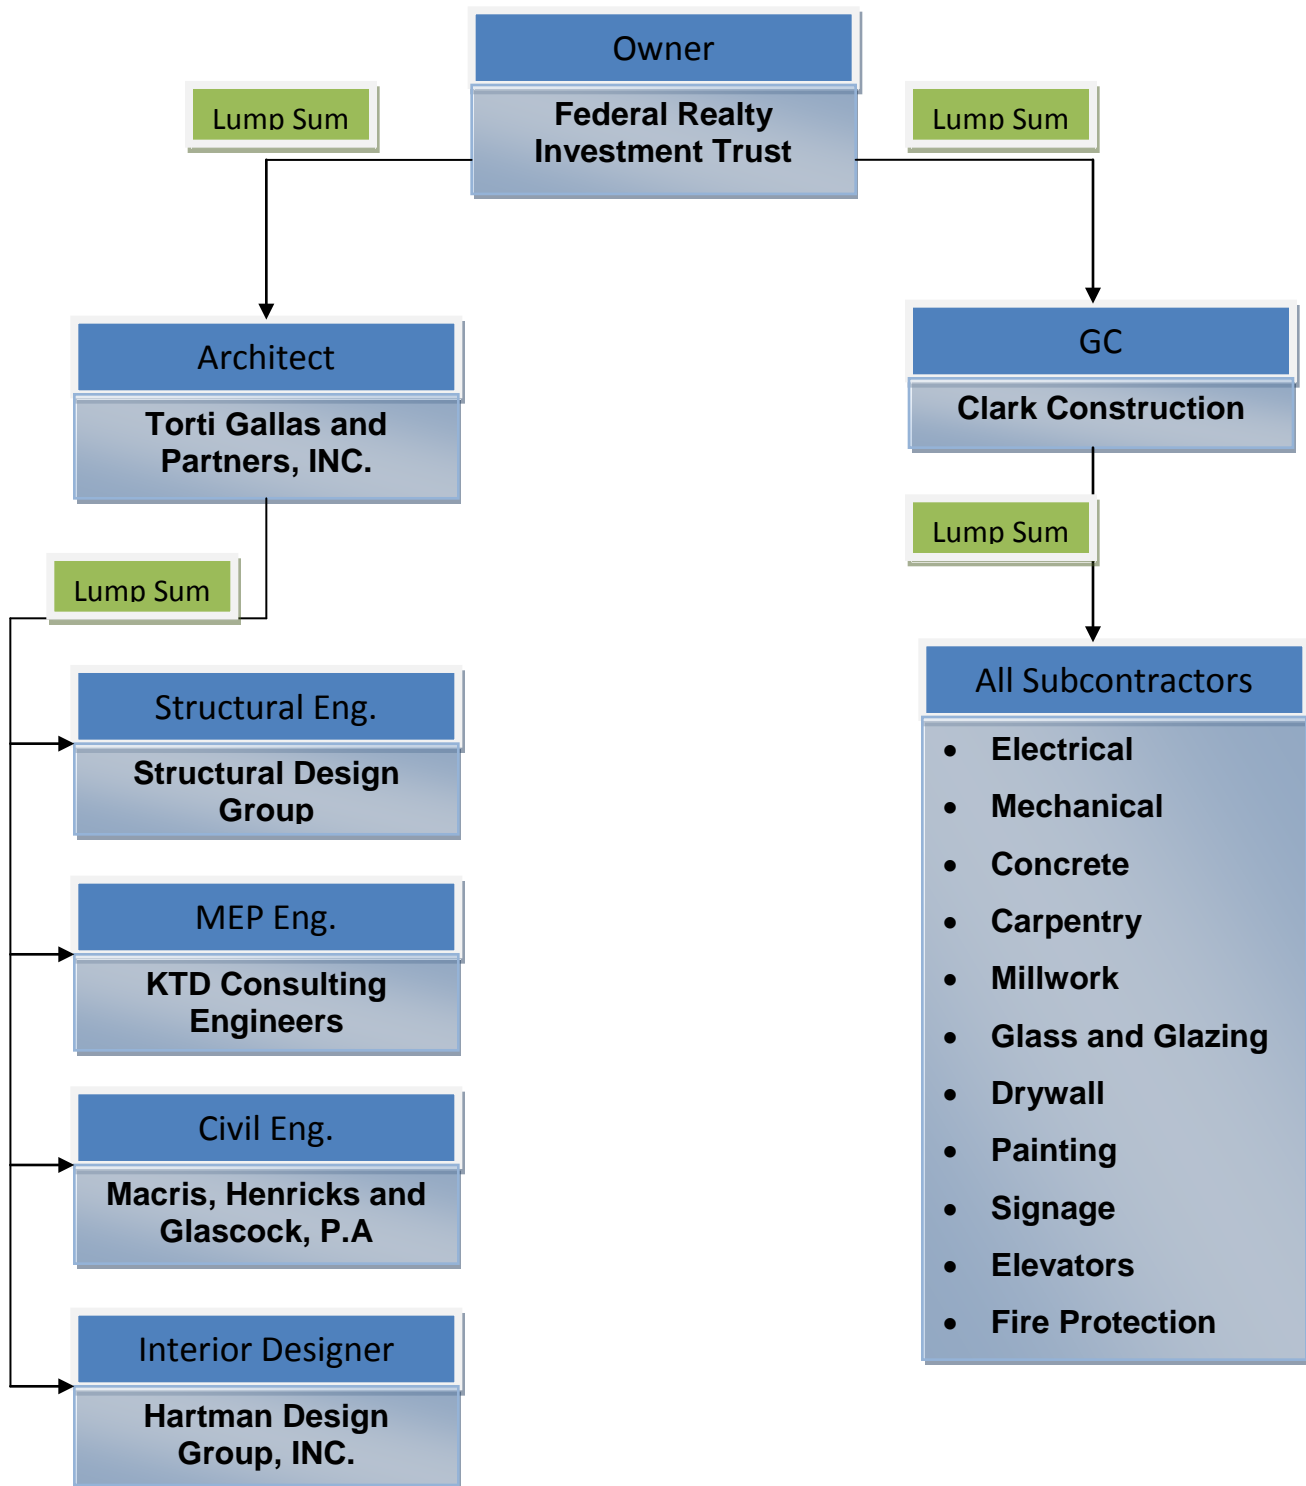 Owner
Federal Realty
Investment Trust
Lump Sum
Lump Sum
Architect
Torti Gallas and
Partners, INC.
Lump Sum
Structural Eng.
Structural Design
Group
MEP Eng.
KTD Consulting
Engineers
Civil Eng.
Macris, Henricks and
Glascock, P.A
Interior Designer
Hartman Design
Group, INC.
GC
Clark Construction
Lump Sum
All Subcontractors
• Electrical
• Mechanical
• Concrete
• Carpentry
• Millwork
• Glass and Glazing
• Drywall
• Painting
• Signage
• Elevators
• Fire Protection